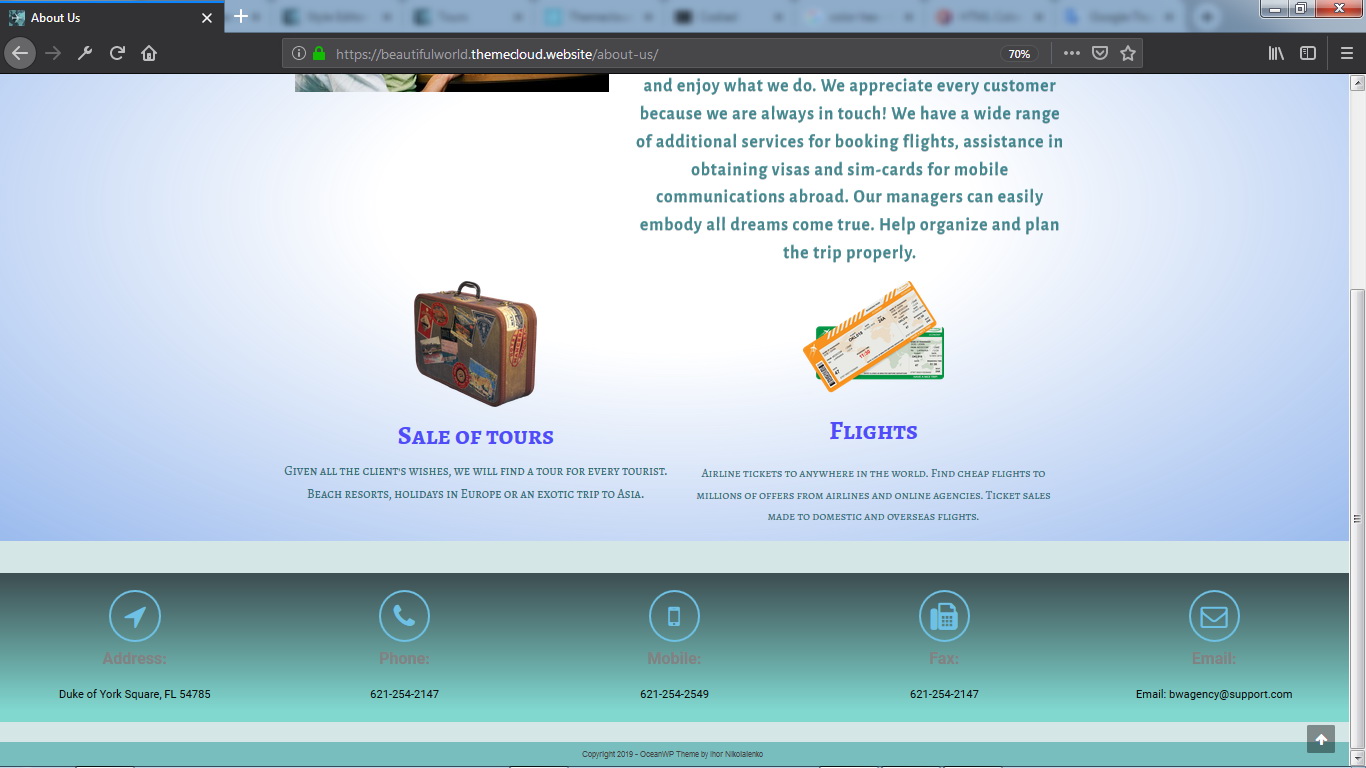 About Us
https://beautifulworld.themecloud.website/about-us/
70%
and enjoy what we do. We appreciate every customer
because we are always in touch! We have a wide range
of additional services for booking flights, assistance in
obtaining visas and sim-cards for mobile
communications abroad. Our managers can easily
embody all dreams come true. Help organize and plan
the trip properly.
Sale of tours
Given all the client's wishes, we will find a tour for every tourist.
Beach resorts, holidays in Europe or an exotic trip to Asia.
Flights
Airline tickets to anywhere in the world. Find cheap flights to
millions of offers from airlines and online agencies. Ticket sales
made to domestic and overseas flights.
Address:
Duke of York Square, FL 54785
Phone:
621-254-2147
Mobile:
621-254-2549
Fax:
621-254-2147
Email:
Email: bwagency@support.com
Copyright 2019 - OceanWP Theme by Ihor Nikolaienko